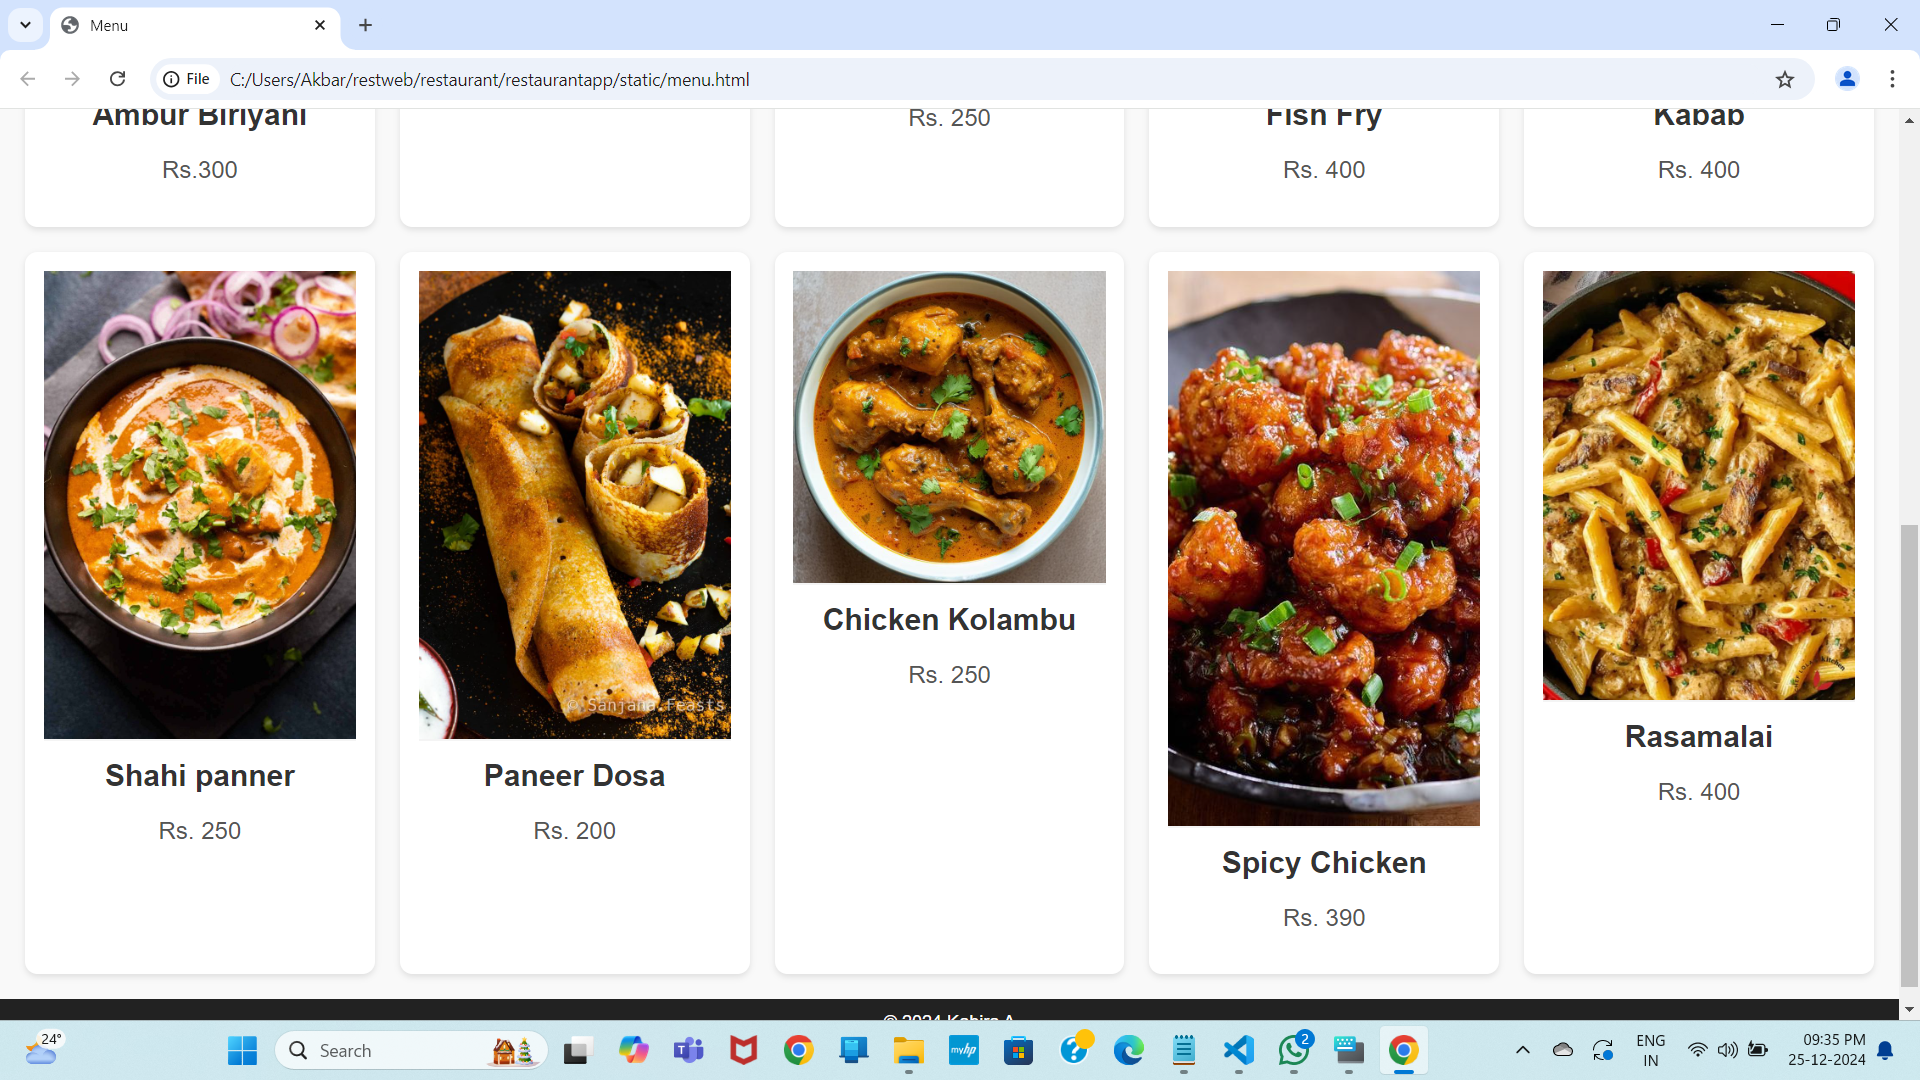 Menu
File
C:/Users/Akbar/restweb/restaurant/restaurantapp/static/menu.html
Ambur Biriyani
Rs.300
Rs. 250
Fish Fry
Rs. 400
Kabab
Rs. 400
© Sanjana.Feasts
Shahi panner
Rs. 250
Paneer Dosa
Rs. 200
Chicken Kolambu
Rs. 250
Spicy Chicken
Rs. 390
Rasamalai
Rs. 400
24°
Search
myhp
2
ENG
IN
09:35 PM
25-12-2024